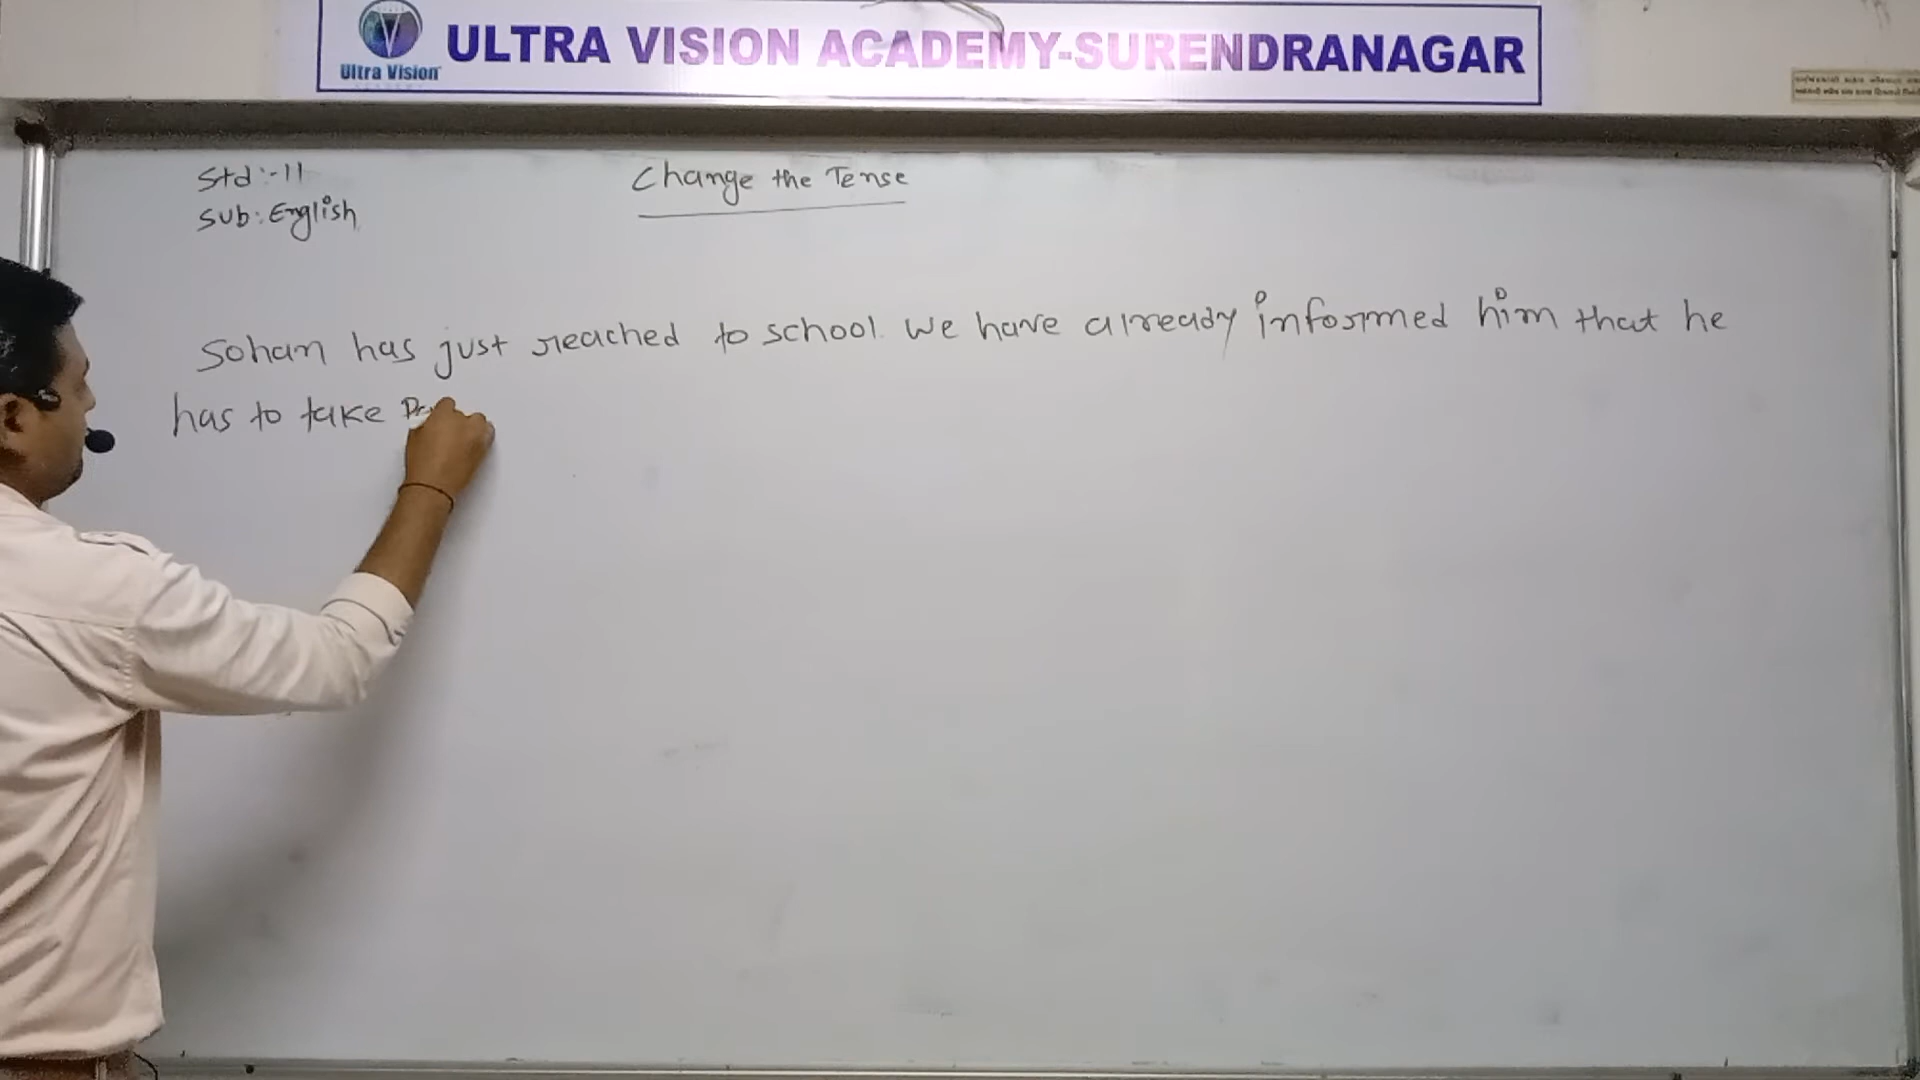 Ultra Vision
ULTRA VISION ACADEMY-SURENDRANAGAR
Std:-11
Sub: English
Change the Tense
Sohan has just reached to school. We have already informed him that he
has to take